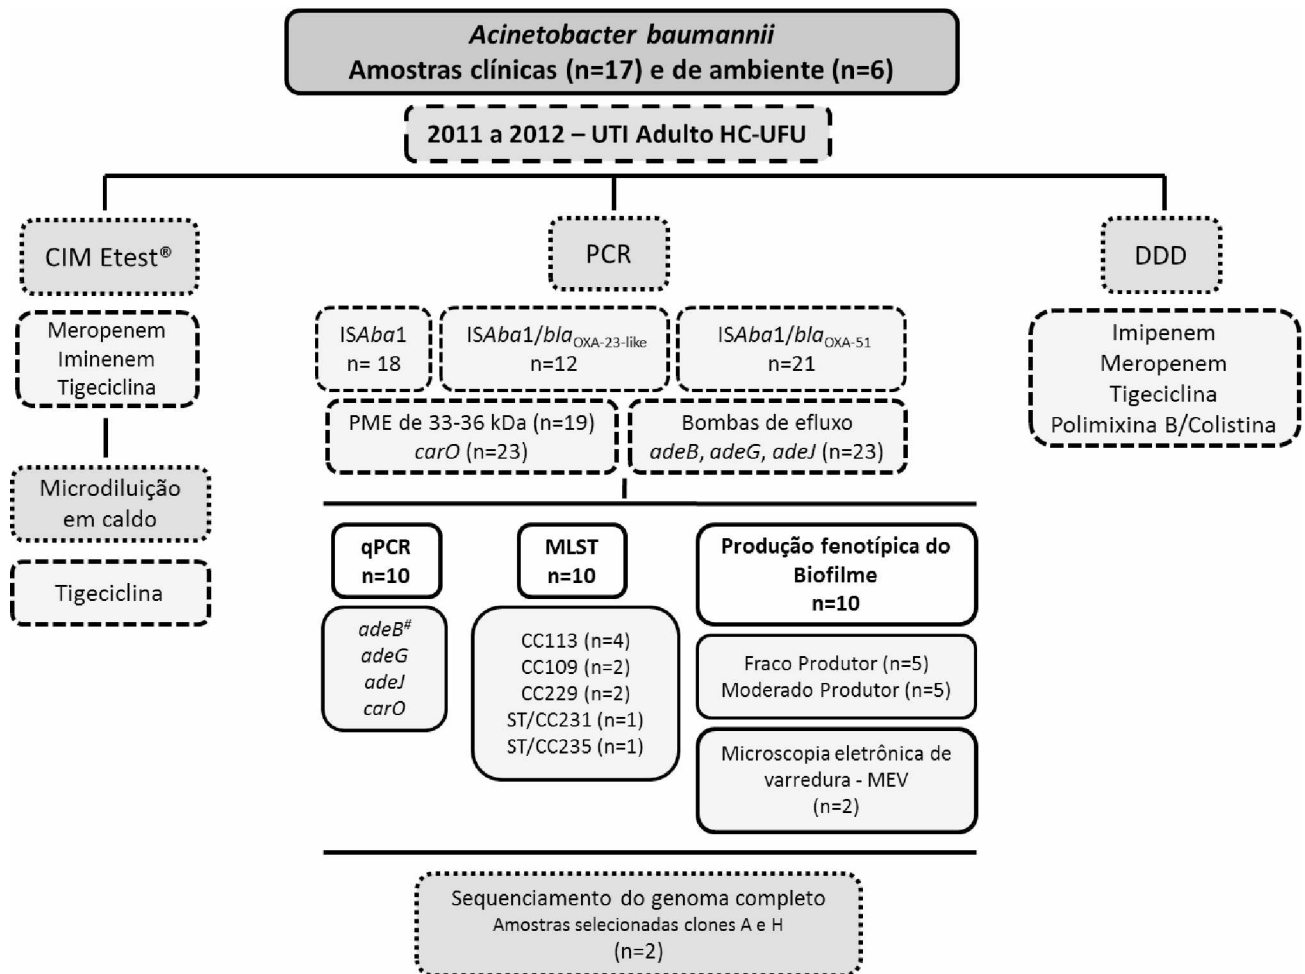 Acinetobacter baumannii
Amostras clínicas (n=17) e de ambiente (n=6)
2011 a 2012 – UTI Adulto HC-UFU
CIM Etest®
Meropenem
Iminenem
Tigeciclina
Microdiluição
em caldo
Tigeciclina
PCR
ISAba1
n= 18
ISAba1/blaOXA-23-like
n=12
ISAba1/blaOXA-51
n=21
PME de 33-36 kDa (n=19)
carO (n=23)
Bombas de efluxo
adeB, adeG, adeJ (n=23)
qPCR
n=10
adeB#
adeG
adeJ
carO
MLST
n=10
CC113 (n=4)
CC109 (n=2)
CC229 (n=2)
ST/CC231 (n=1)
ST/CC235 (n=1)
Produção fenotípica do
Biofilme
n=10
Fraco Produtor (n=5)
Moderado Produtor (n=5)
Microscopia eletrônica de
varredura - MEV
(n=2)
Sequenciamento do genoma completo
Amostras selecionadas clones A e H
(n=2)
DDD
Imipenem
Meropenem
Tigeciclina
Polimixina B/Colistina